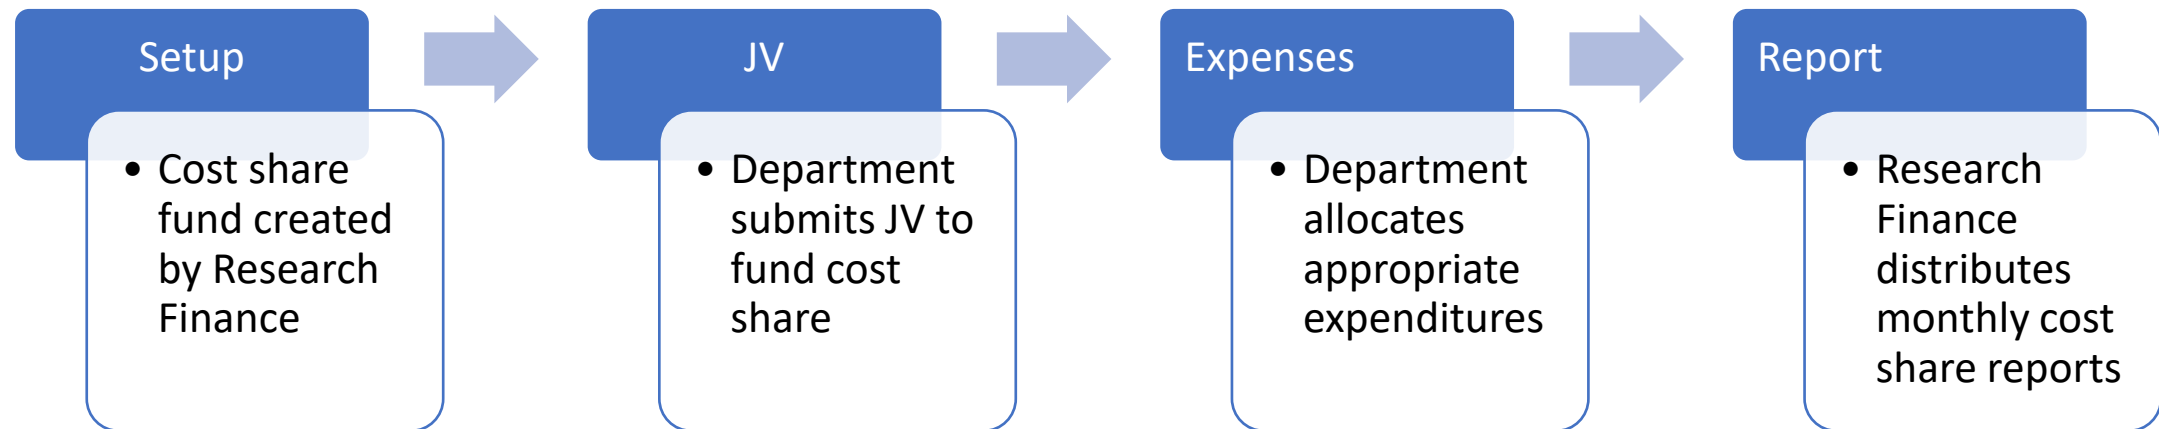 Setup
• Cost share
fund created
by Research
Finance
JV
• Department
submits JV to
fund cost
share
Expenses
• Department
allocates
appropriate
expenditures
Report
• Research
Finance
distributes
monthly cost
share reports